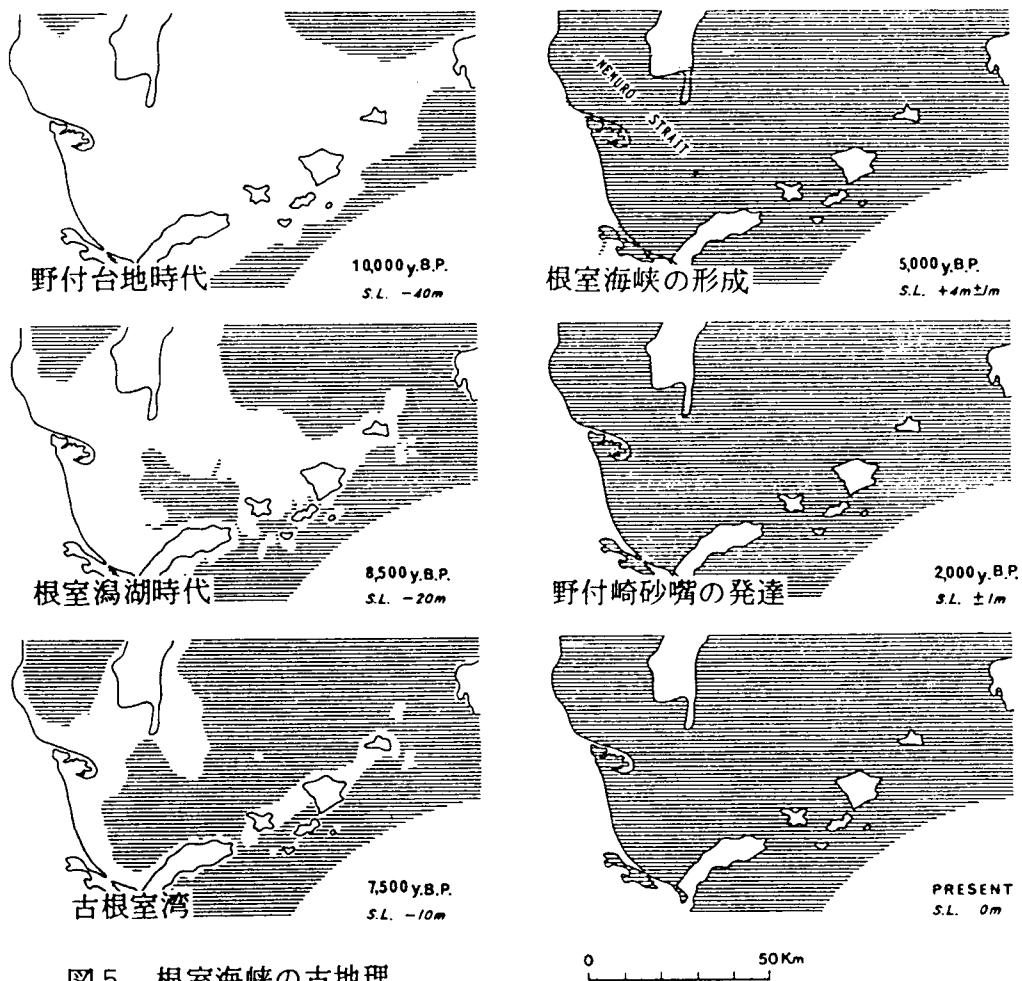 野付台地時代
10,000 y.B.P.
S.L. -40m
根室潟湖時代
8,500 y.B.P.
S.L. -20m
古根室湾
7,500 y.B.P.
S.L. -10m
NEMURO STRAIT
根室海峡の形成
5,000 y.B.P.
S.L. +4m±1m
野付崎砂嘴の発達
2,000 y.B.P.
S.L. ±1m
PRESENT
S.L. 0m
0 50 Km
図5 根室海峡の古地理